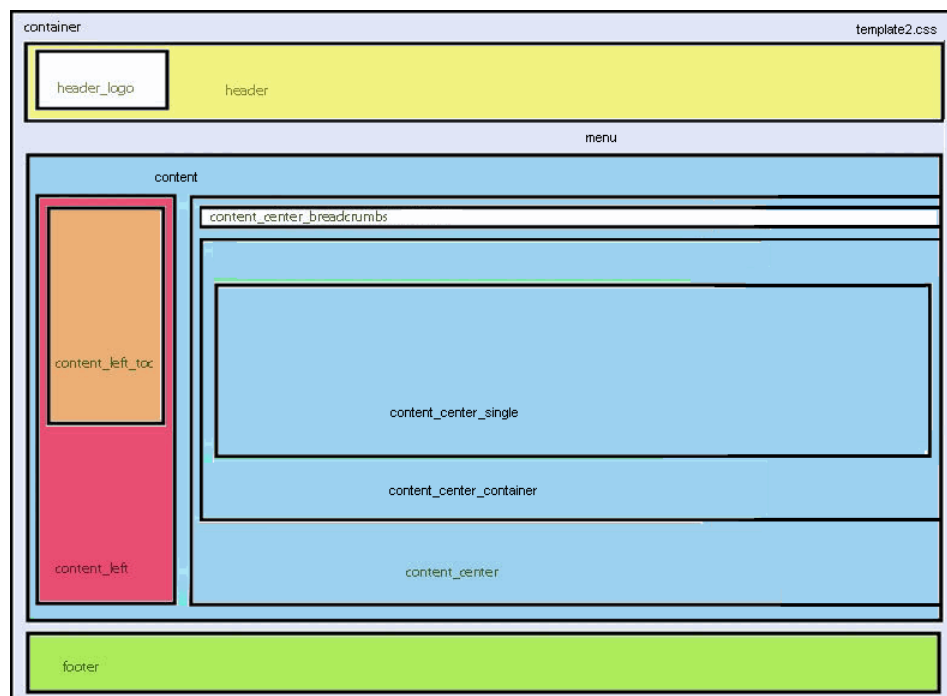 container
template2.css
header_logo
header
menu
content
content_center_breadcrumbs
content_left_toc
content_center_single
content_center_container
content_left
content_center
footer